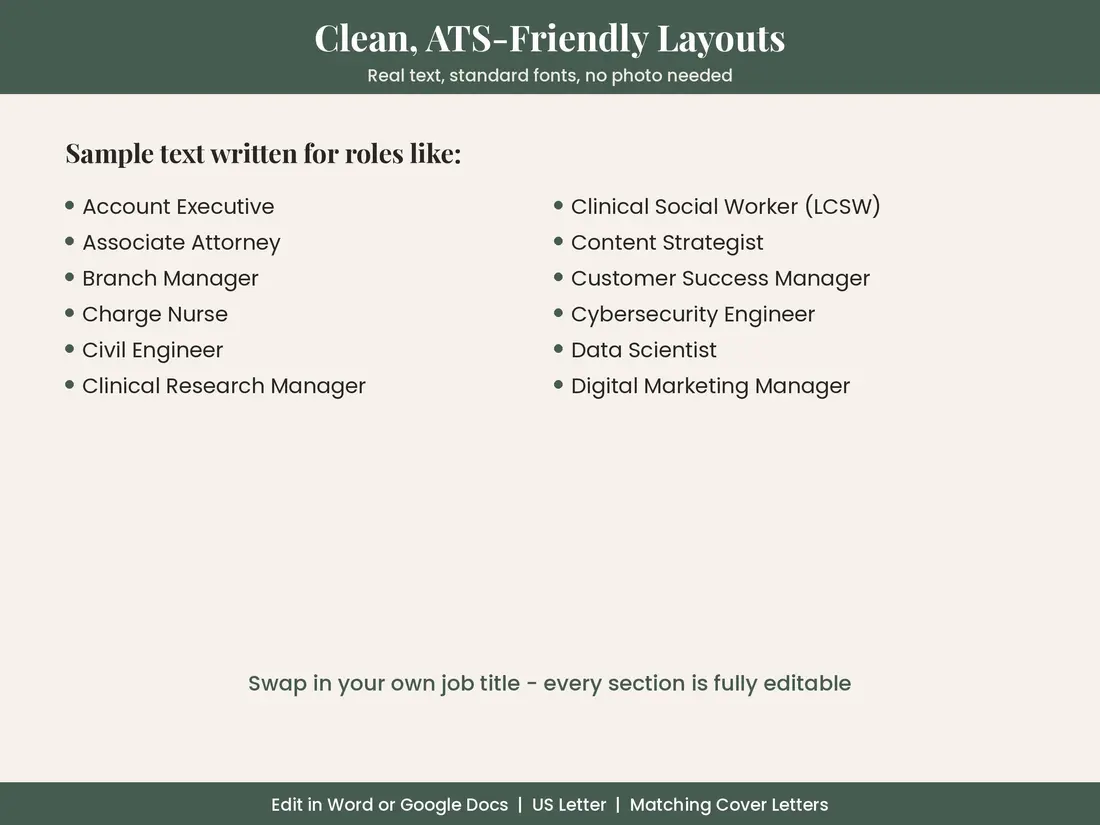 Clean, ATS-Friendly Layouts
Real text, standard fonts, no photo needed
Sample text written for roles like:
Account Executive
Associate Attorney
Branch Manager
Charge Nurse
Civil Engineer
Clinical Research Manager
Clinical Social Worker (LCSW)
Content Strategist
Customer Success Manager
Cybersecurity Engineer
Data Scientist
Digital Marketing Manager
Swap in your own job title - every section is fully editable
Edit in Word or Google Docs | US Letter | Matching Cover Letters